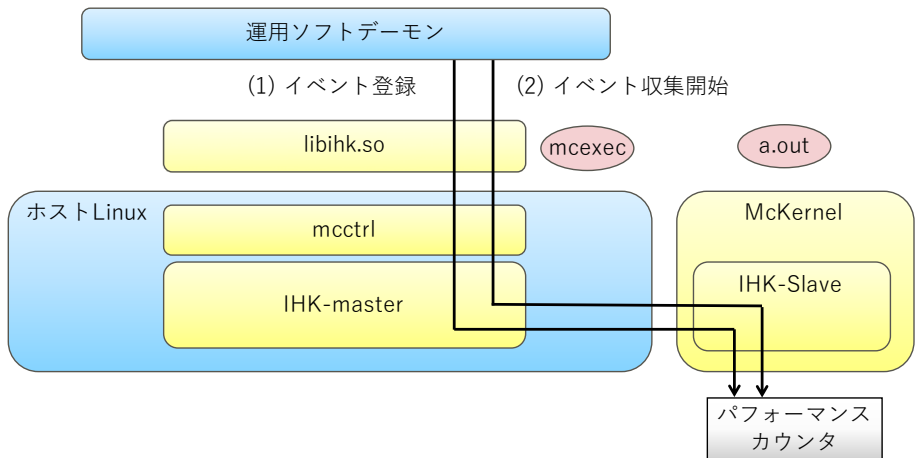 運用ソフトデーモン
(1) イベント登録
(2) イベント収集開始
libihk.so
mcexec
a.out
ホストLinux
mcctrl
McKernel
IHK-master
IHK-Slave
パフォーマンス
カウンタ